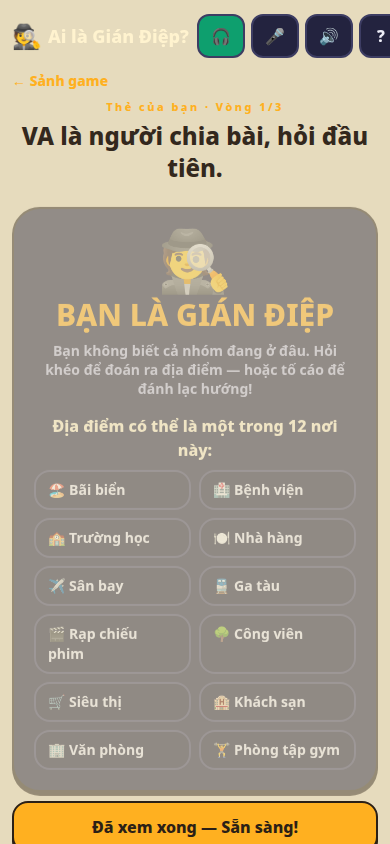 Ai là Gián Điệp?
?
← Sảnh game
Thẻ của bạn · Vòng 1/3
VA là người chia bài, hỏi đầu
tiên.
BẠN LÀ GIÁN ĐIỆP
Bạn không biết cả nhóm đang ở đâu. Hỏi
khéo để đoán ra địa điểm — hoặc tố cáo để
đánh lạc hướng!
Địa điểm có thể là một trong 12 nơi
này:
Bãi biển
Bệnh viện
Trường học
Nhà hàng
Sân bay
Ga tàu
Rạp chiếu
phim
Công viên
Siêu thị
Khách sạn
Văn phòng
Phòng tập gym
Đã xem xong — Sẵn sàng!